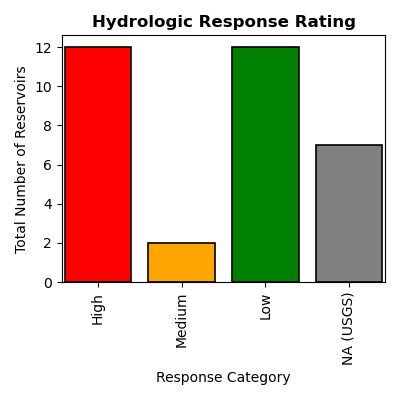 Hydrologic Response Rating
Total Number of Reservoirs
12
10
8
6
4
2
0
High
Medium
Low
NA (USGS)
Response Category